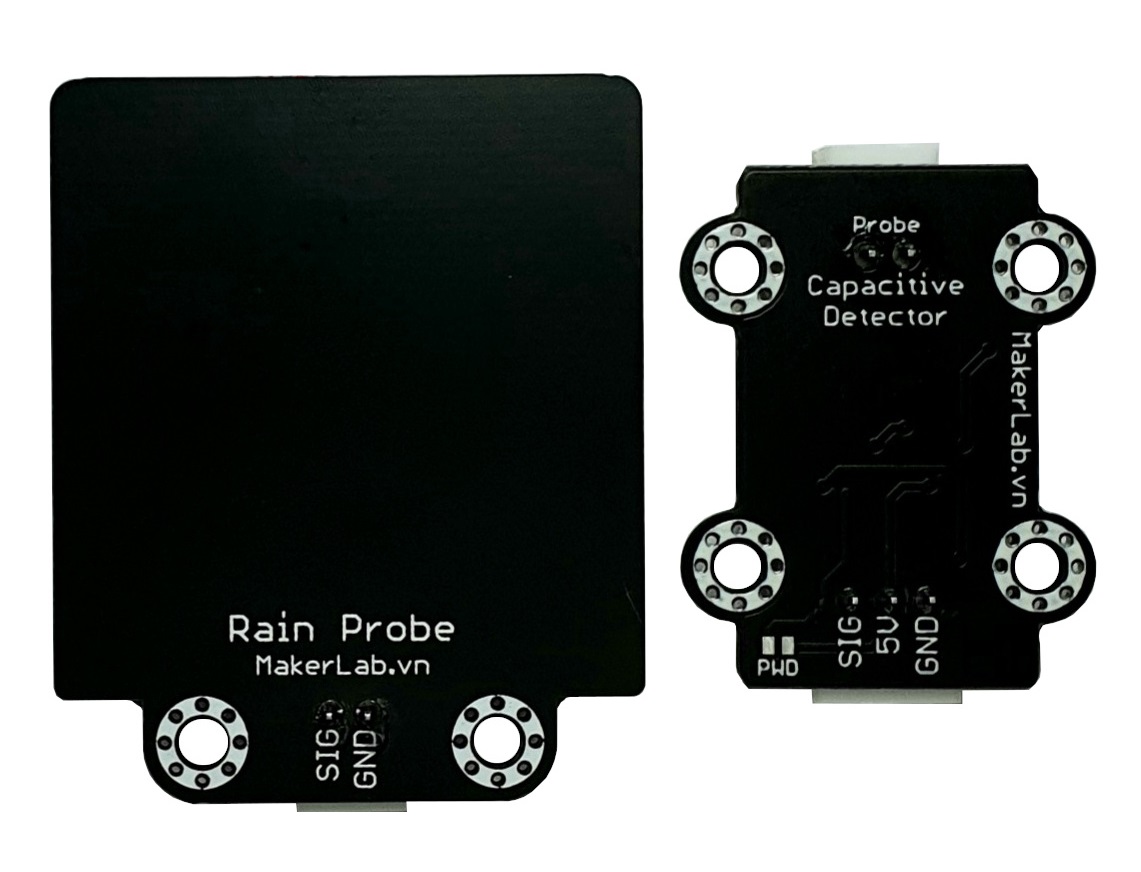 Rain Probe
MakerLab.vn
SIG
GND
Probe
Capacitive
Detector
MakerLab.vn
SIG
5V
GND
PWD